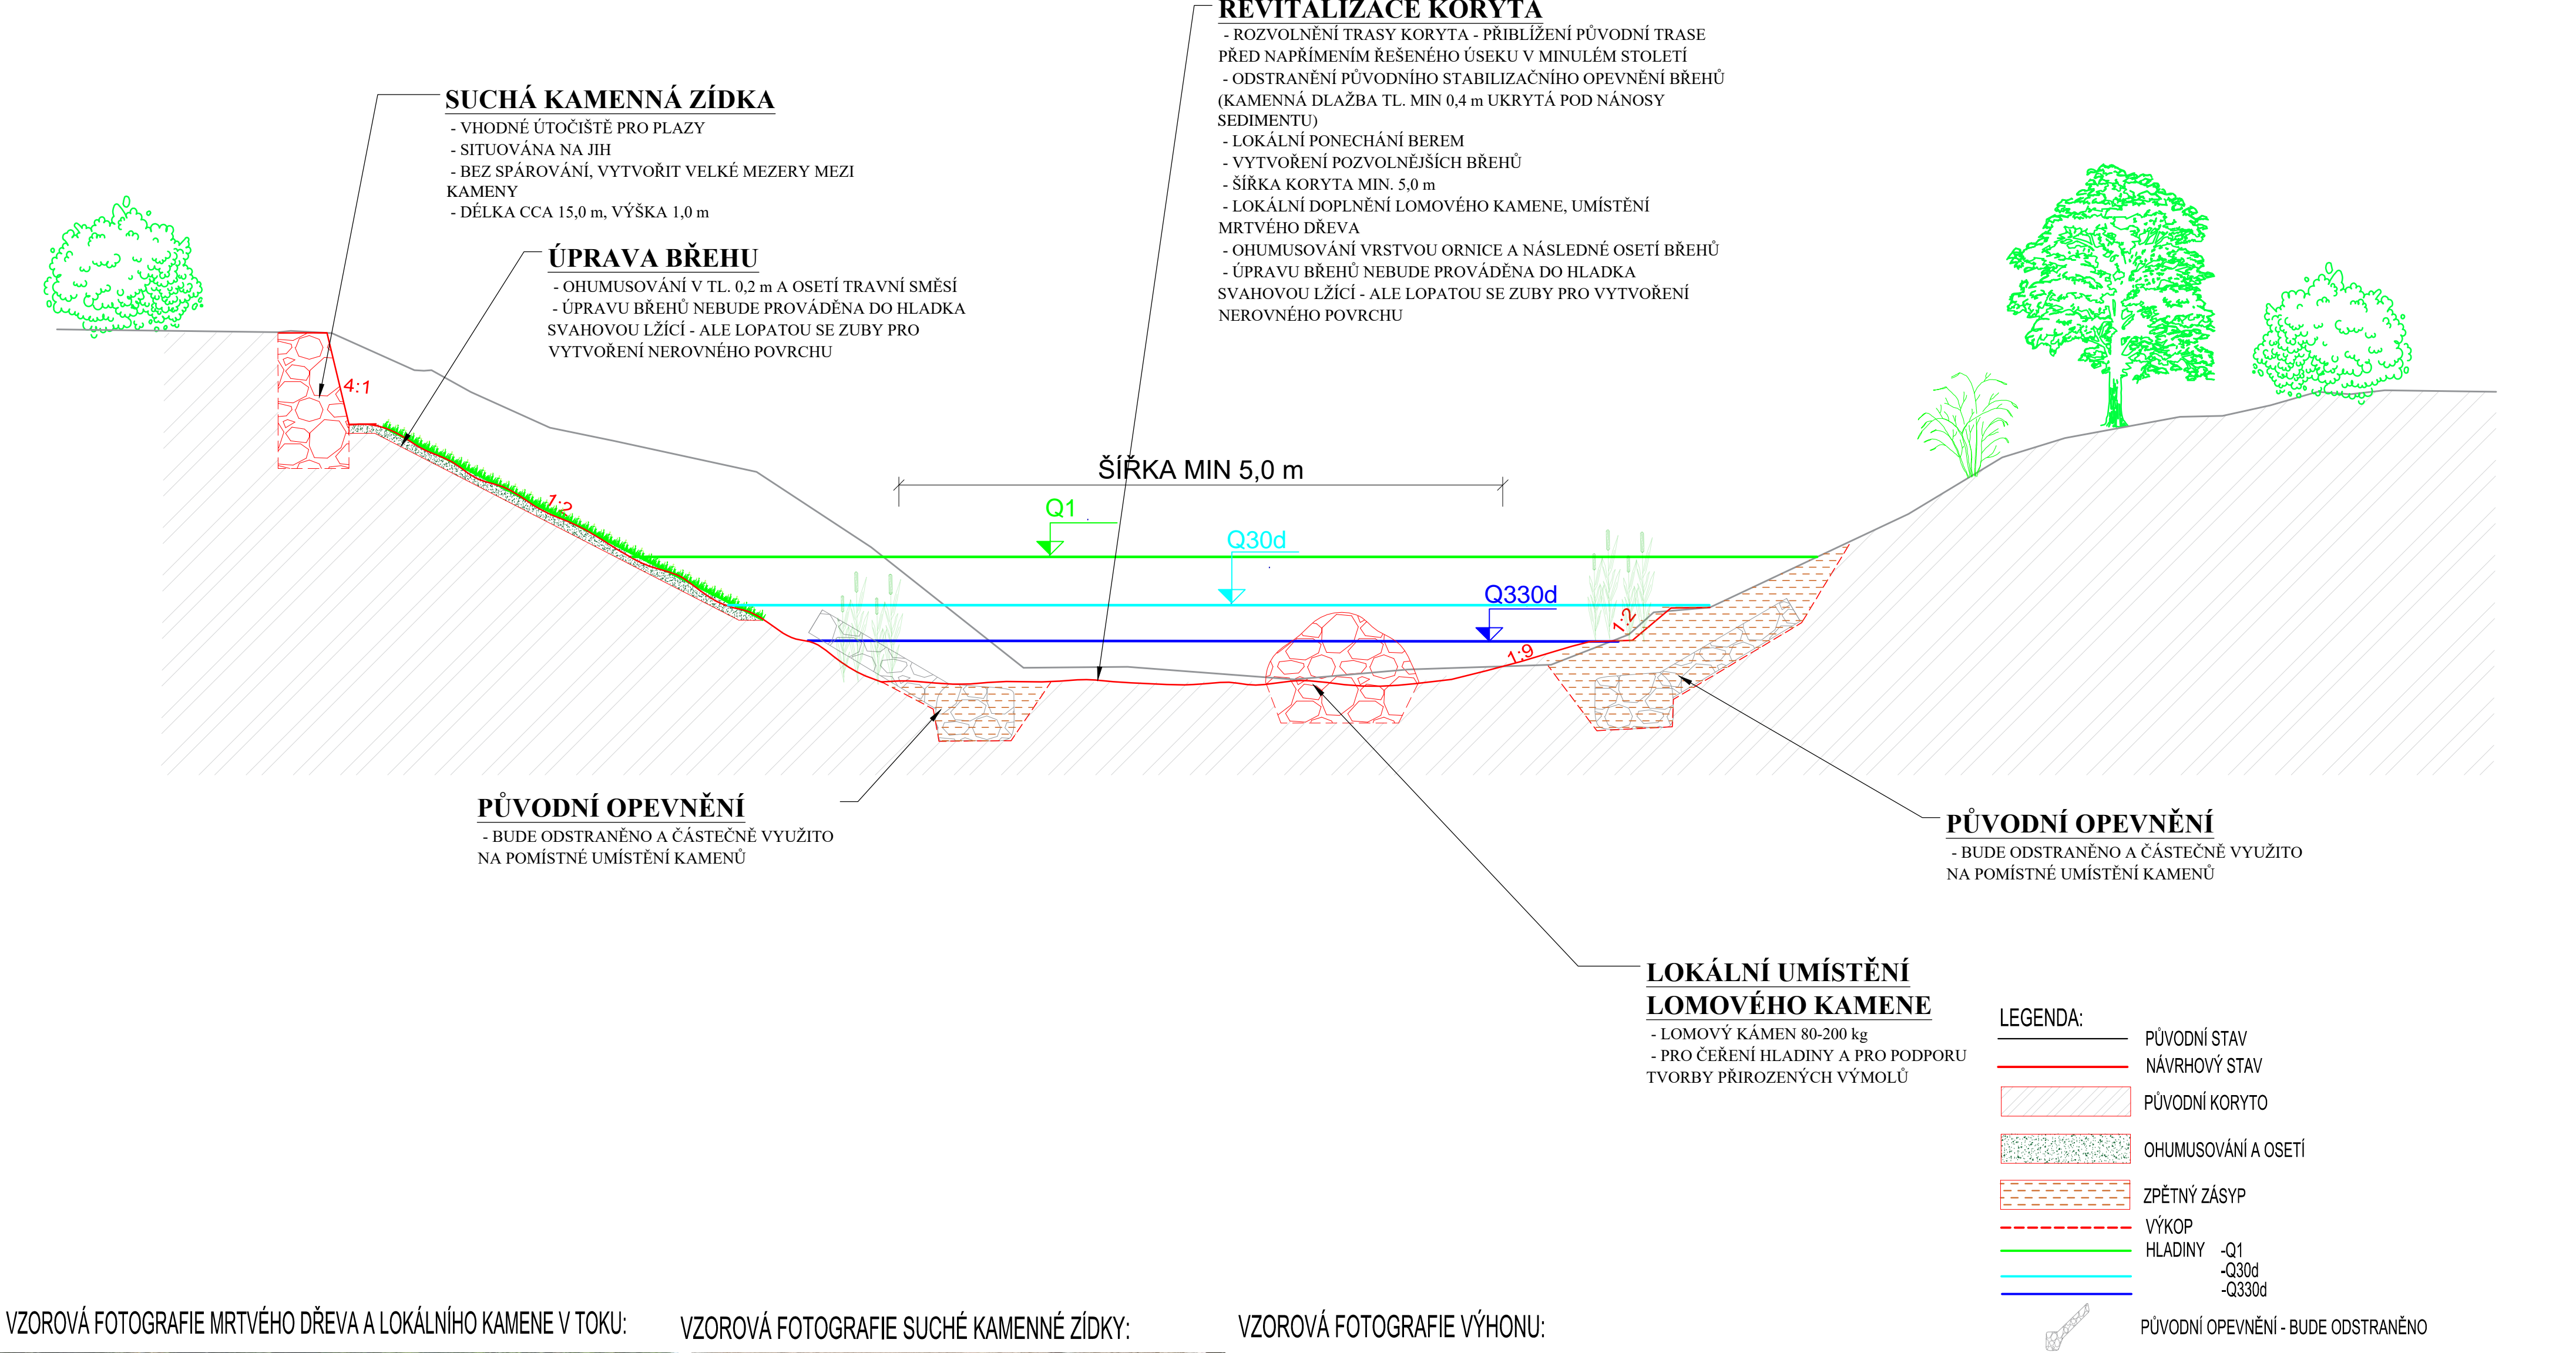 REVITALIZACE KORYTA
- ROZVOLNĚNÍ TRASY KORYTA - PŘIBLÍŽENÍ PŮVODNÍ TRASE
PŘED NAPŘÍMENÍM ŘEŠENÉHO ÚSEKU V MINULÉM STOLETÍ
- ODSTRANĚNÍ PŮVODNÍHO STABILIZAČNÍHO OPEVNĚNÍ BŘEHŮ
(KAMENNÁ DLAŽBA TL. MIN 0,4 m UKRYTÁ POD NÁNOSY
SEDIMENTU)
- LOKÁLNÍ PONECHÁNÍ BEREM
- VYTVOŘENÍ POZVOLNĚJŠÍCH BŘEHŮ
- ŠÍŘKA KORYTA MIN. 5,0 m
- LOKÁLNÍ DOPLNĚNÍ LOMOVÉHO KAMENE, UMÍSTĚNÍ
MRTVÉHO DŘEVA
- OHUMUSOVÁNÍ VRSTVOU ORNICE A NÁSLEDNÉ OSETÍ BŘEHŮ
- ÚPRAVU BŘEHŮ NEBUDE PROVÁDĚNA DO HLADKA
SVAHOVOU LŽÍCÍ - ALE LOPATOU SE ZUBY PRO VYTVOŘENÍ
NEROVNÉHO POVRCHU
SUCHÁ KAMENNÁ ZÍDKA
- VHODNÉ ÚTOČIŠTĚ PRO PLAZY
- SITUOVÁNA NA JIH
- BEZ SPÁROVÁNÍ, VYTVOŘIT VELKÉ MEZERY MEZI
KAMENY
- DÉLKA CCA 15,0 m, VÝŠKA 1,0 m
ÚPRAVA BŘEHU
- OHUMUSOVÁNÍ V TL. 0,2 m A OSETÍ TRAVNÍ SMĚSÍ
- ÚPRAVU BŘEHŮ NEBUDE PROVÁDĚNA DO HLADKA
SVAHOVOU LŽÍCÍ - ALE LOPATOU SE ZUBY PRO
VYTVOŘENÍ NEROVNÉHO POVRCHU
4:1
1:2
ŠÍŘKA MIN 5,0 m
Q1
Q30d
Q330d
1:2
1:9
PŮVODNÍ OPEVNĚNÍ
- BUDE ODSTRANĚNO A ČÁSTEČNĚ VYUŽITO
NA POMÍSTNÉ UMÍSTĚNÍ KAMENŮ
PŮVODNÍ OPEVNĚNÍ
- BUDE ODSTRANĚNO A ČÁSTEČNĚ VYUŽITO
NA POMÍSTNÉ UMÍSTĚNÍ KAMENŮ
LOKÁLNÍ UMÍSTĚNÍ
LOMOVÉHO KAMENE
- LOMOVÝ KÁMEN 80-200 kg
- PRO ČEŘENÍ HLADINY A PRO PODPORU
TVORBY PŘIROZENÝCH VÝMOLŮ
LEGENDA:
PŮVODNÍ STAV
NÁVRHOVÝ STAV
PŮVODNÍ KORYTO
OHUMUSOVÁNÍ A OSETÍ
ZPĚTNÝ ZÁSYP
VÝKOP
HLADINY -Q1
-Q30d
-Q330d
PŮVODNÍ OPEVNĚNÍ - BUDE ODSTRANĚNO
VZOROVÁ FOTOGRAFIE MRTVÉHO DŘEVA A LOKÁLNÍHO KAMENE V TOKU:
VZOROVÁ FOTOGRAFIE SUCHÉ KAMENNÉ ZÍDKY:
VZOROVÁ FOTOGRAFIE VÝHONU: